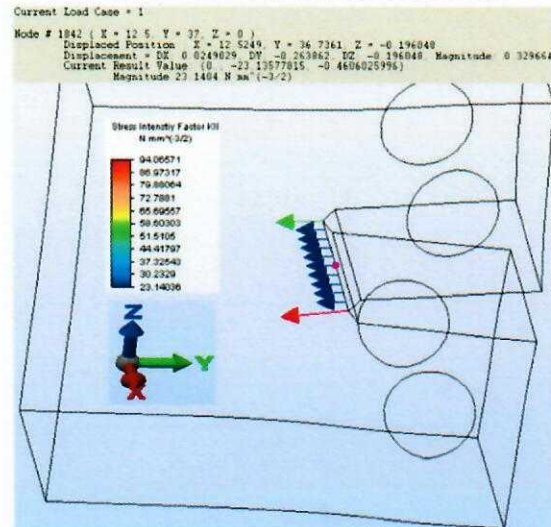 Current Load Case = 1
Node # 1842 ( X = 12.5, Y = 37, Z = 0 )
Displaced Position X = 12.5249, Y = 36.7361, Z = -0.196048
Displacement = DX 0.0249029, DY -0.263862, DZ -0.196048, Magnitude 0.329664
Current Result Value (0., -23.13577815, -0.4606025996)
Magnitude 23.1404 N mm^(-3/2)
Stress Intenstiy Factor KIII
N mm^(-3/2)
94.06571
86.97317
79.88064
72.7881
65.69557
58.60303
51.5105
44.41797
37.32543
30.2329
23.14036
Z
Y
X